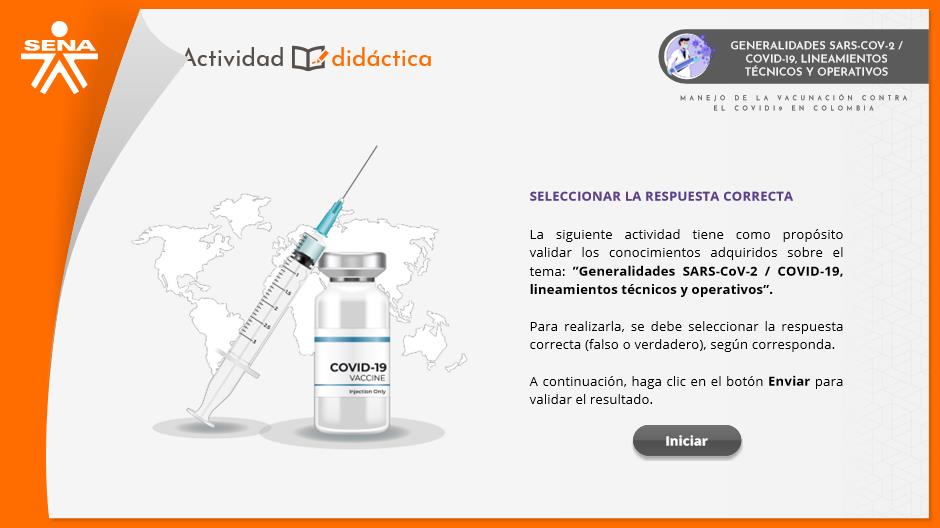 SENA
Actividad didáctica
GENERALIDADES SARS-COV-2 /
COVID-19, LINEAMIENTOS
TÉCNICOS Y OPERATIVOS
MANEJO DE LA VACUNACIÓN CONTRA
EL COVID19 EN COLOMBIA
SELECCIONAR LA RESPUESTA CORRECTA
La siguiente actividad tiene como propósito
validar los conocimientos adquiridos sobre el
tema: ”Generalidades SARS-CoV-2 / COVID-19,
lineamientos técnicos y operativos”.
Para realizarla, se debe seleccionar la respuesta
correcta (falso o verdadero), según corresponda.
A continuación, haga clic en el botón Enviar para
validar el resultado.
Iniciar
COVID-19
VACCINE
Injection Only